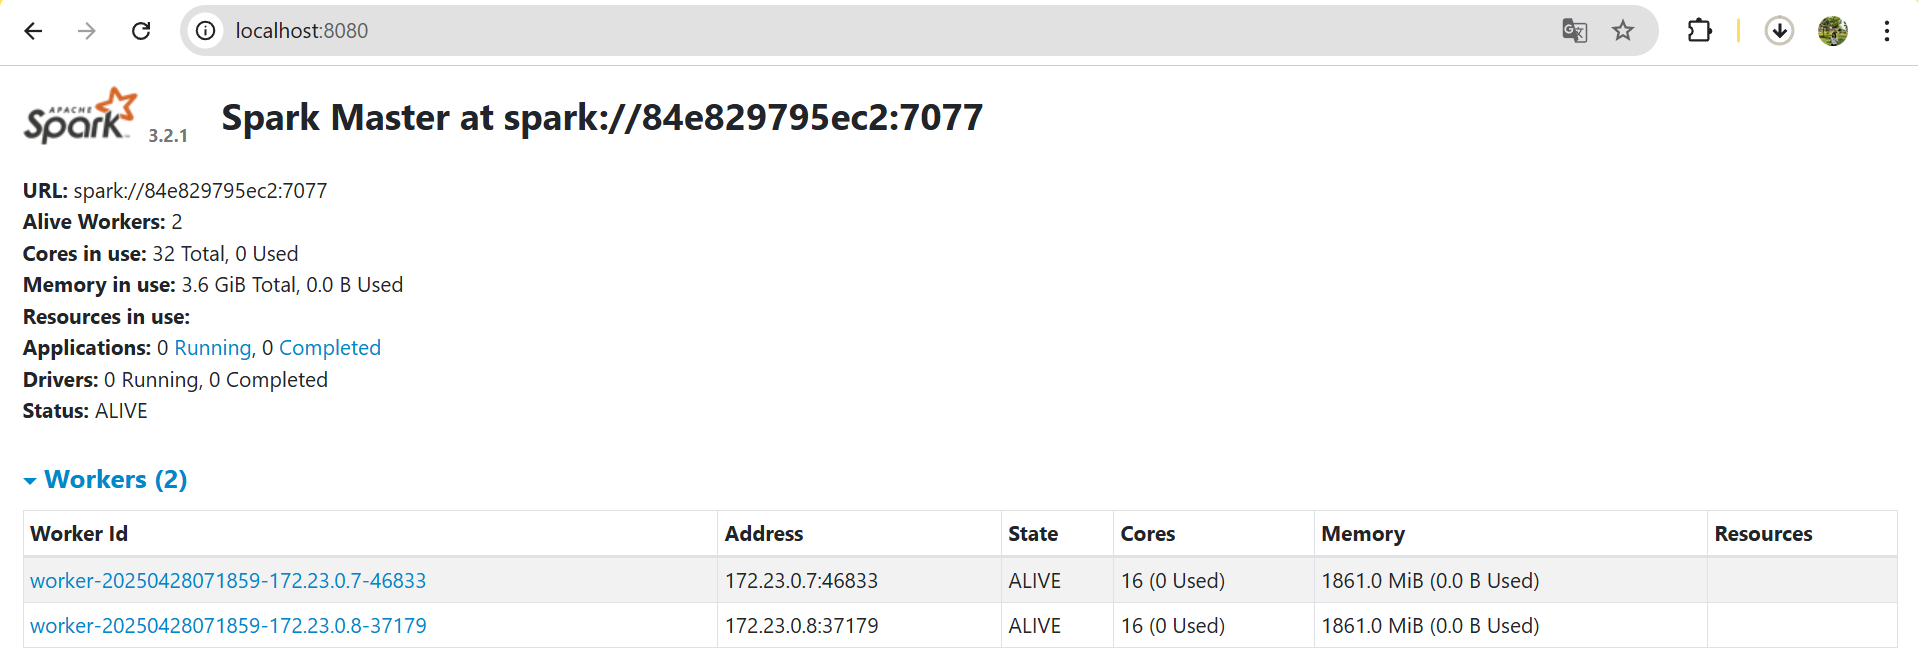 localhost:8080
APACHE
Spark 3.2.1 Spark Master at spark://84e829795ec2:7077
URL: spark://84e829795ec2:7077
Alive Workers: 2
Cores in use: 32 Total, 0 Used
Memory in use: 3.6 GiB Total, 0.0 B Used
Resources in use:
Applications: 0 Running, 0 Completed
Drivers: 0 Running, 0 Completed
Status: ALIVE
Workers (2)
Worker Id Address State Cores Memory Resources
worker-20250428071859-172.23.0.7-46833 172.23.0.7:46833 ALIVE 16 (0 Used) 1861.0 MiB (0.0 B Used)
worker-20250428071859-172.23.0.8-37179 172.23.0.8:37179 ALIVE 16 (0 Used) 1861.0 MiB (0.0 B Used)